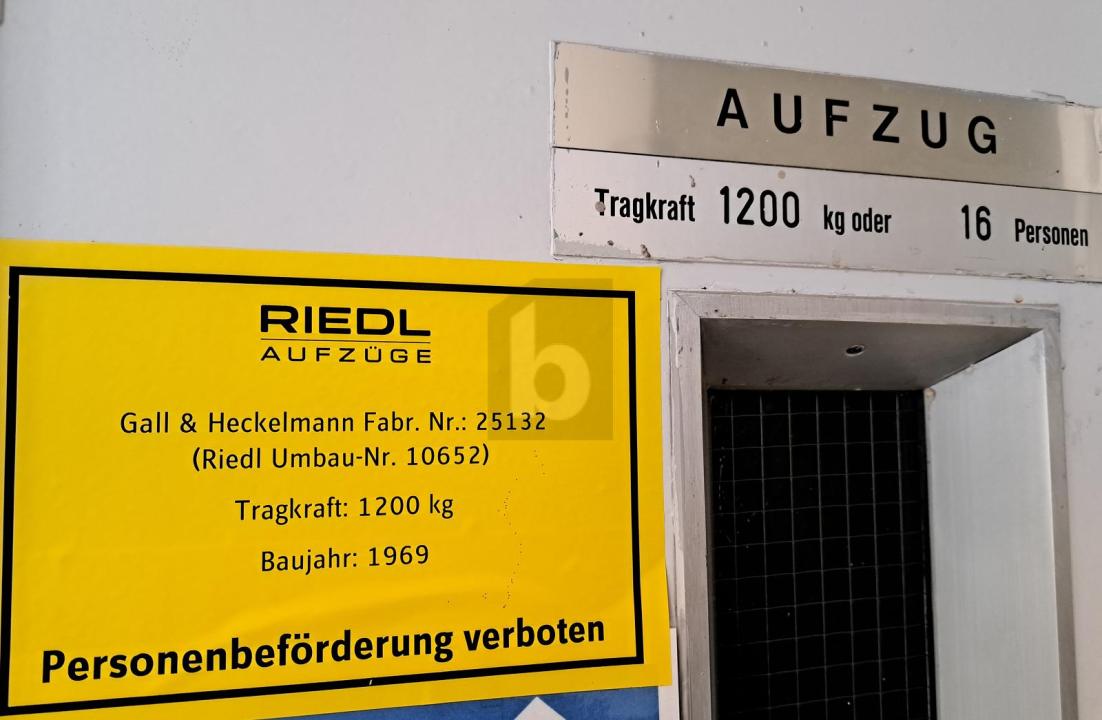 AUFZUG
Tragkraft 1200 kg oder 16 Personen
RIEDL
AUFZÜGE
Gall & Heckelmann Fabr. Nr.: 25132
(Riedl Umbau-Nr. 10652)
Tragkraft: 1200 kg
Baujahr: 1969
Personenbeförderung verboten
b